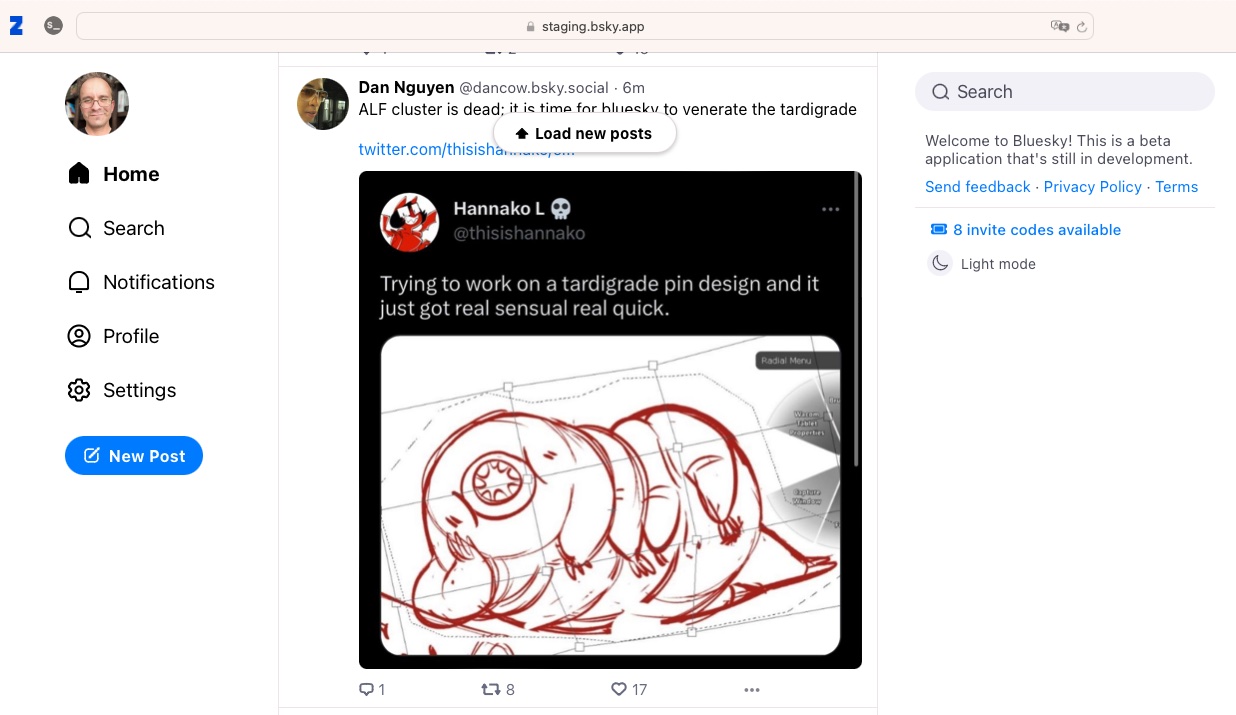 staging.bsky.app
Dan Nguyen @dancow.bsky.social · 6m
ALF cluster is dead; it is time for bluesky to venerate the tardigrade
Load new posts
twitter.com/thisishannako/s…
Hannako L
@thisishannako
Trying to work on a tardigrade pin design and it
just got real sensual real quick.
Radial Menu
Wacom
Tablet
Properties
Capture
Window
1
8
17
Home
Search
Notifications
Profile
Settings
New Post
Search
Welcome to Bluesky! This is a beta
application that's still in development.
Send feedback · Privacy Policy · Terms
8 invite codes available
Light mode